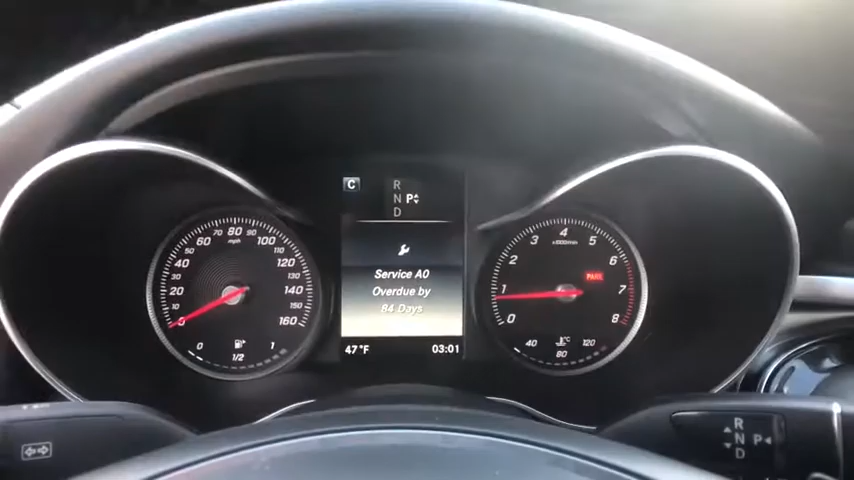 C
R
N P
D
Service A0
Overdue by
84 Days
47°F 03:01
mph
0
10
20
30
40
50
60
70
80
90
100
110
120
130
140
150
160
0 1/2 1
x1000/min
0
1
2
3
4
5
6
7
8
PARK
°C
40 80 120
R
N P
D